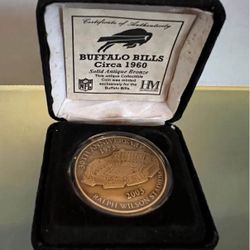 Certificate of Authenticity
BUFFALO BILLS
Circa 1960
Solid Antique Bronze
This unique Collectible
Coin was minted
exclusively for the
Buffalo Bills.
NFL
HM
ANNIVERSARY
2003
RALPH WILSON STADIUM